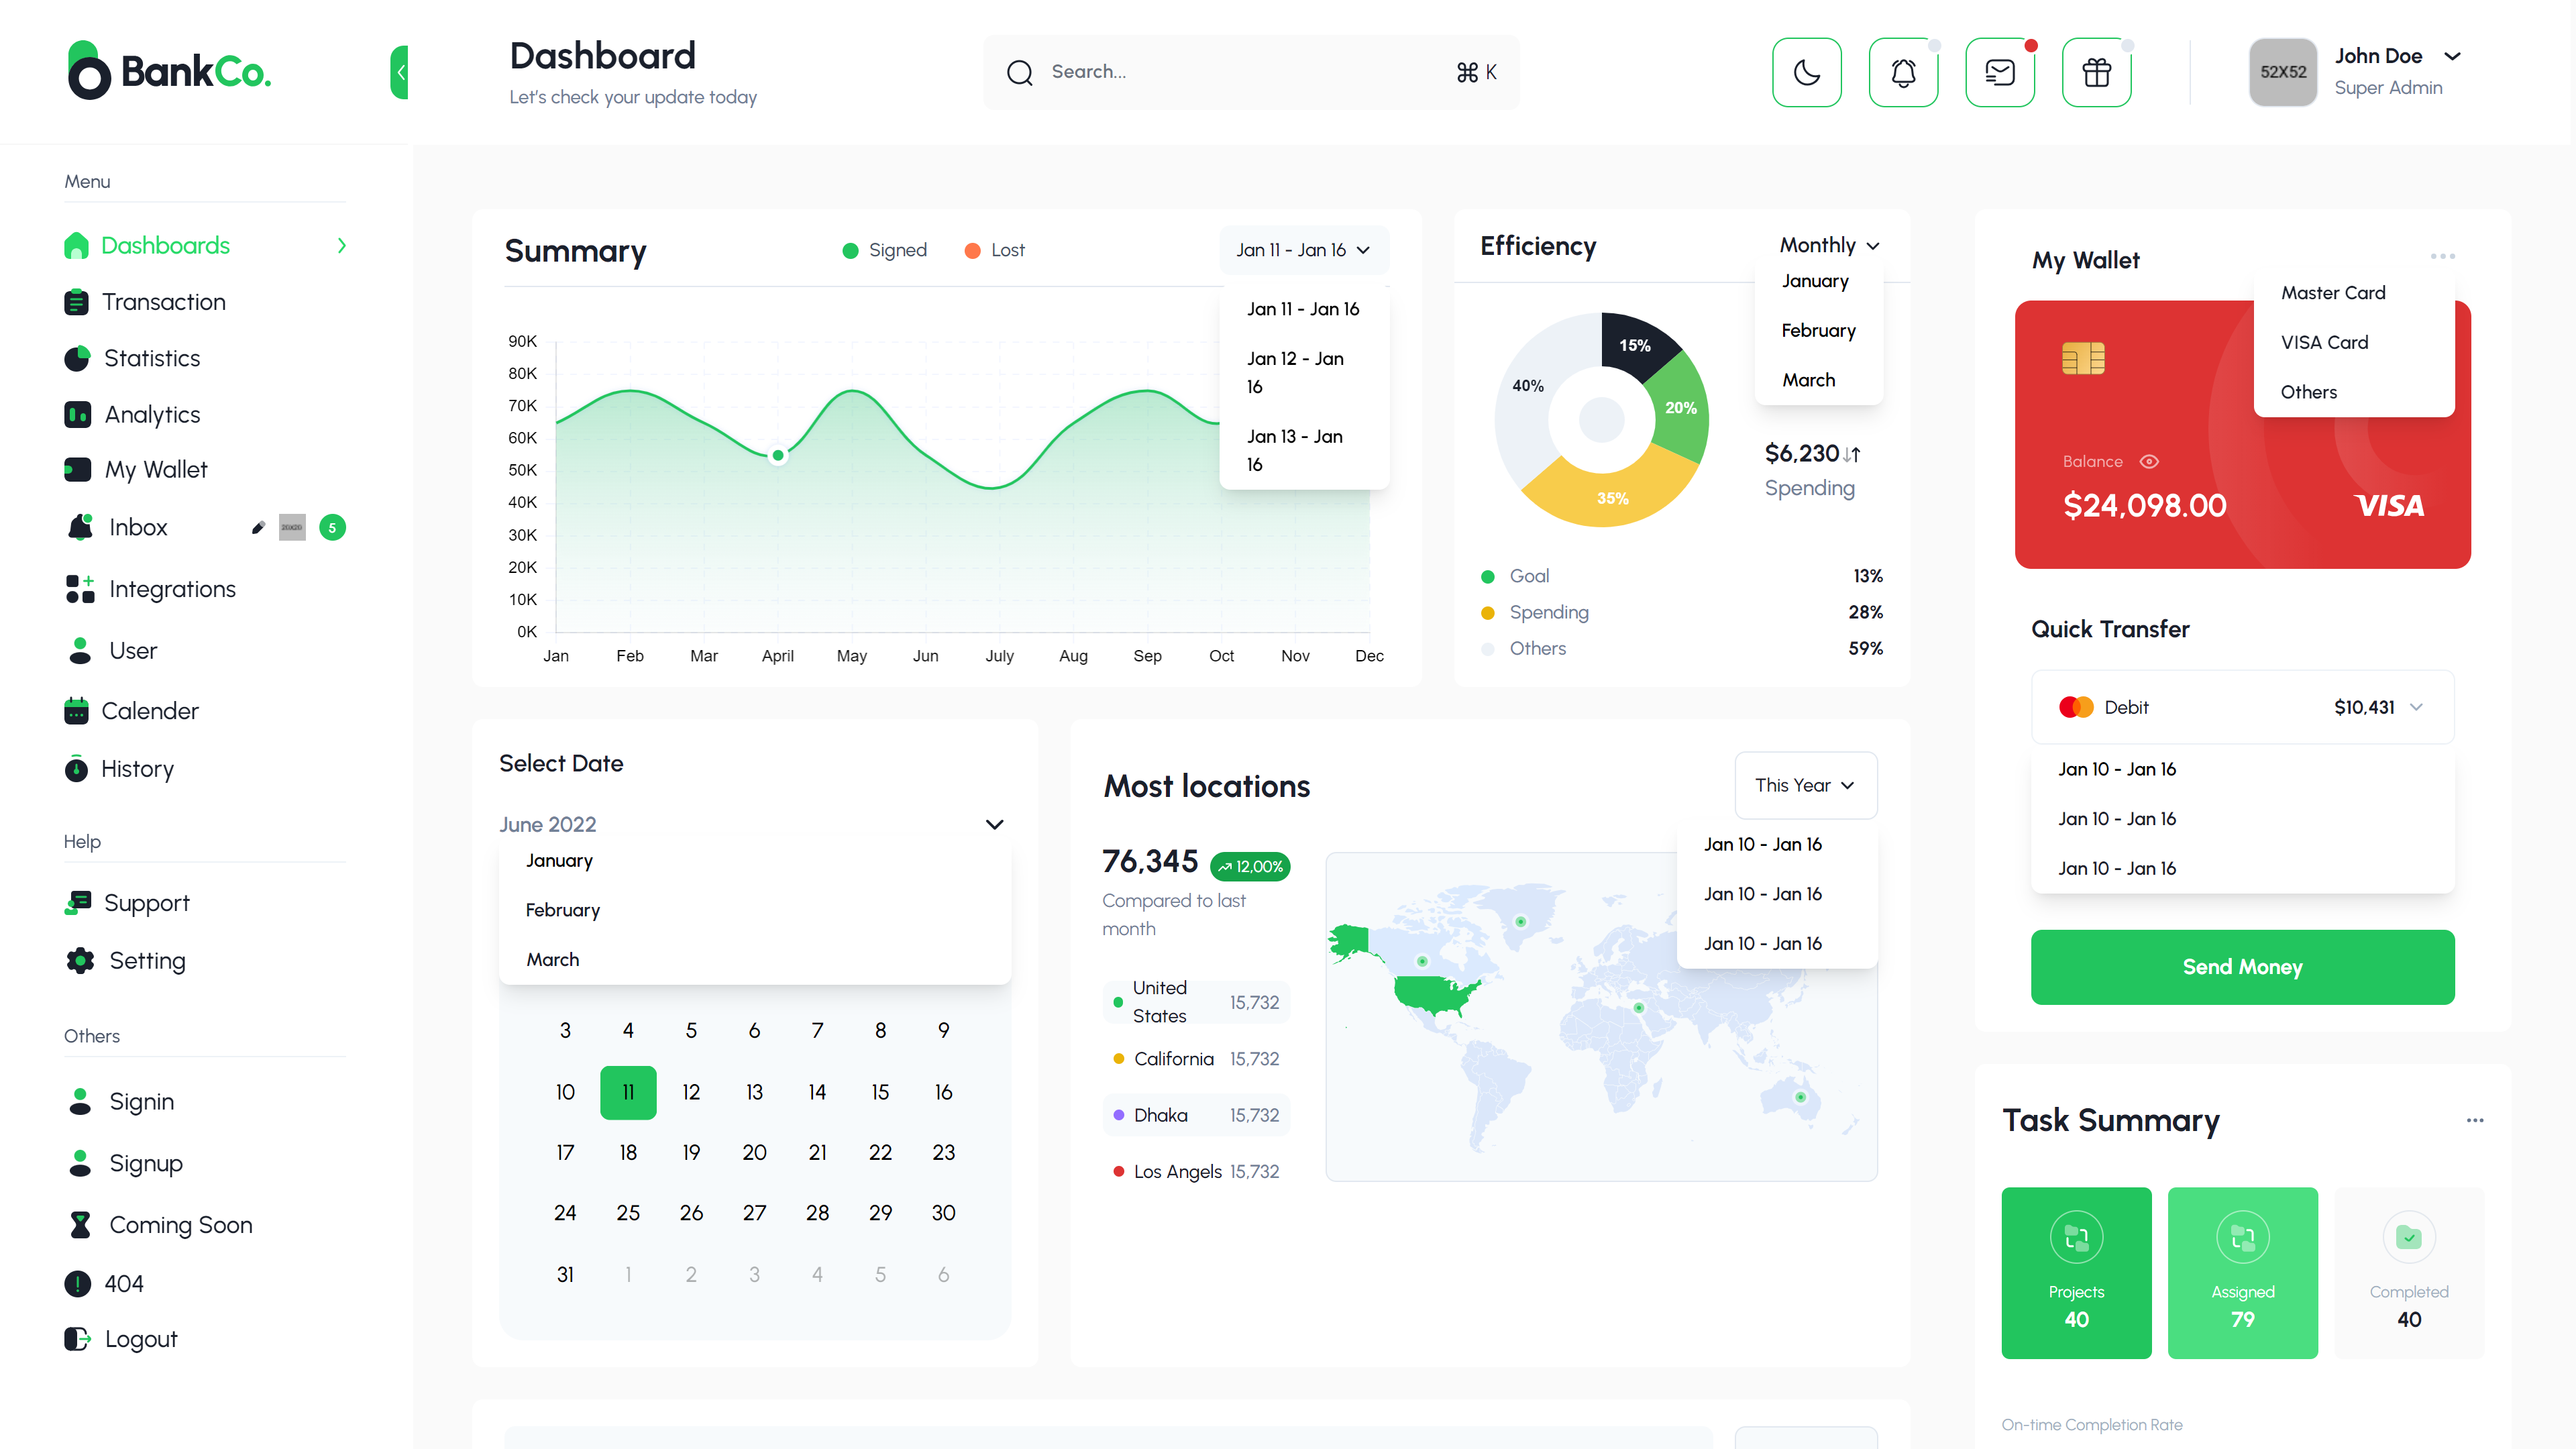 BankCo.
Dashboard
Let's check your update today
Search...
⌘ K
52X52
John Doe
Super Admin
Menu
Dashboards
Transaction
Statistics
Analytics
My Wallet
Inbox
20X20
5
Integrations
User
Calender
History
Help
Support
Setting
Others
Signin
Signup
Coming Soon
404
Logout
Summary
Signed
Lost
Jan 11 - Jan 16
Jan 11 - Jan 16
Jan 12 - Jan
16
Jan 13 - Jan
16
90K
80K
70K
60K
50K
40K
30K
20K
10K
0K
Jan Feb Mar April May Jun July Aug Sep Oct Nov Dec
Efficiency
Monthly
January
February
March
15%
20%
35%
40%
$6,230
Spending
Goal 13%
Spending 28%
Others 59%
My Wallet
Master Card
VISA Card
Others
Balance
$24,098.00
VISA
Quick Transfer
Debit $10,431
Jan 10 - Jan 16
Jan 10 - Jan 16
Jan 10 - Jan 16
Send Money
Select Date
June 2022
January
February
March
3 4 5 6 7 8 9
10 11 12 13 14 15 16
17 18 19 20 21 22 23
24 25 26 27 28 29 30
31 1 2 3 4 5 6
Most locations
This Year
Jan 10 - Jan 16
Jan 10 - Jan 16
Jan 10 - Jan 16
76,345
12,00%
Compared to last
month
United
States
15,732
California 15,732
Dhaka 15,732
Los Angels 15,732
Task Summary
Projects
40
Assigned
79
Completed
40
On-time Completion Rate